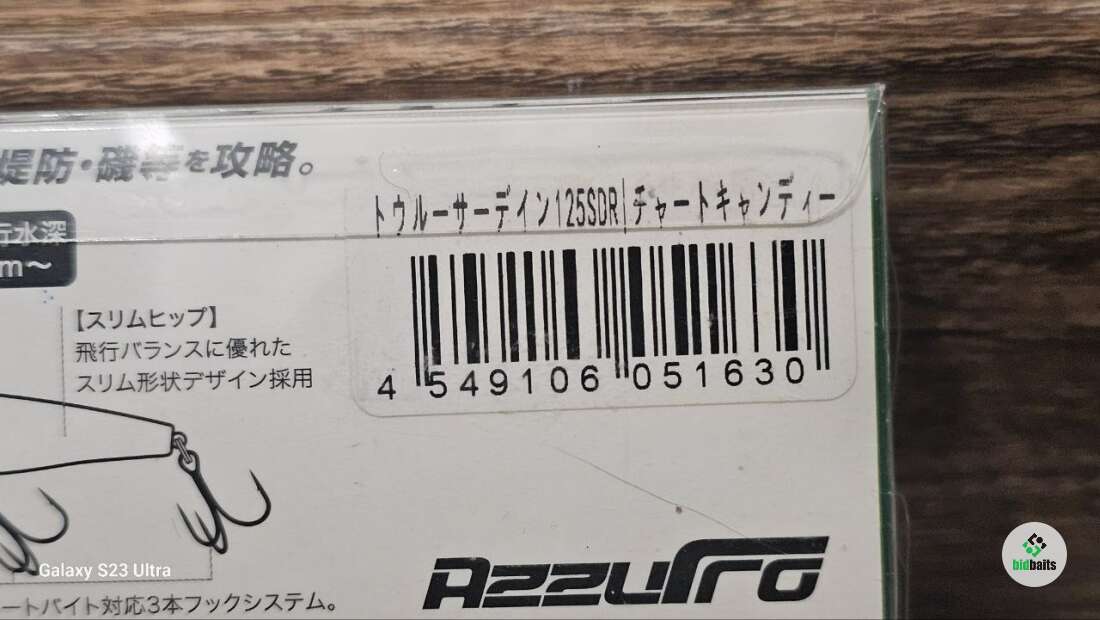 堤防・磯等を攻略。
トゥルーサーデイン125SDR|チャートキャンディー
行水深
m～
【スリムヒップ】
飛行バランスに優れた
スリム形状デザイン採用
4 549106 051630
Galaxy S23 Ultra
ートバイト対応3本フックシステム。
AZZURRO
bidbaits